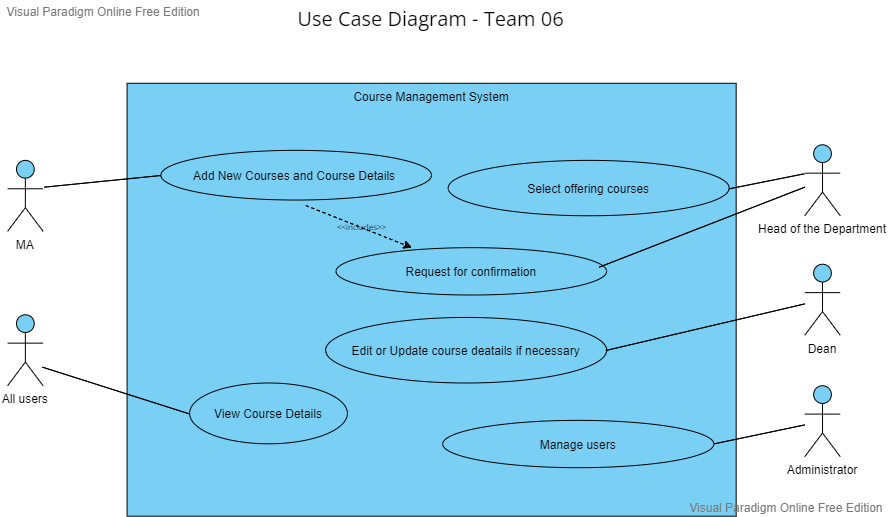 Visual Paradigm Online Free Edition
Use Case Diagram - Team 06
Course Management System
Add New Courses and Course Details
Select offering courses
MA
Head of the Department
<<includes>>
Request for confirmation
Edit or Update course deatails if necessary
Dean
All users
View Course Details
Manage users
Administrator
Visual Paradigm Online Free Edition